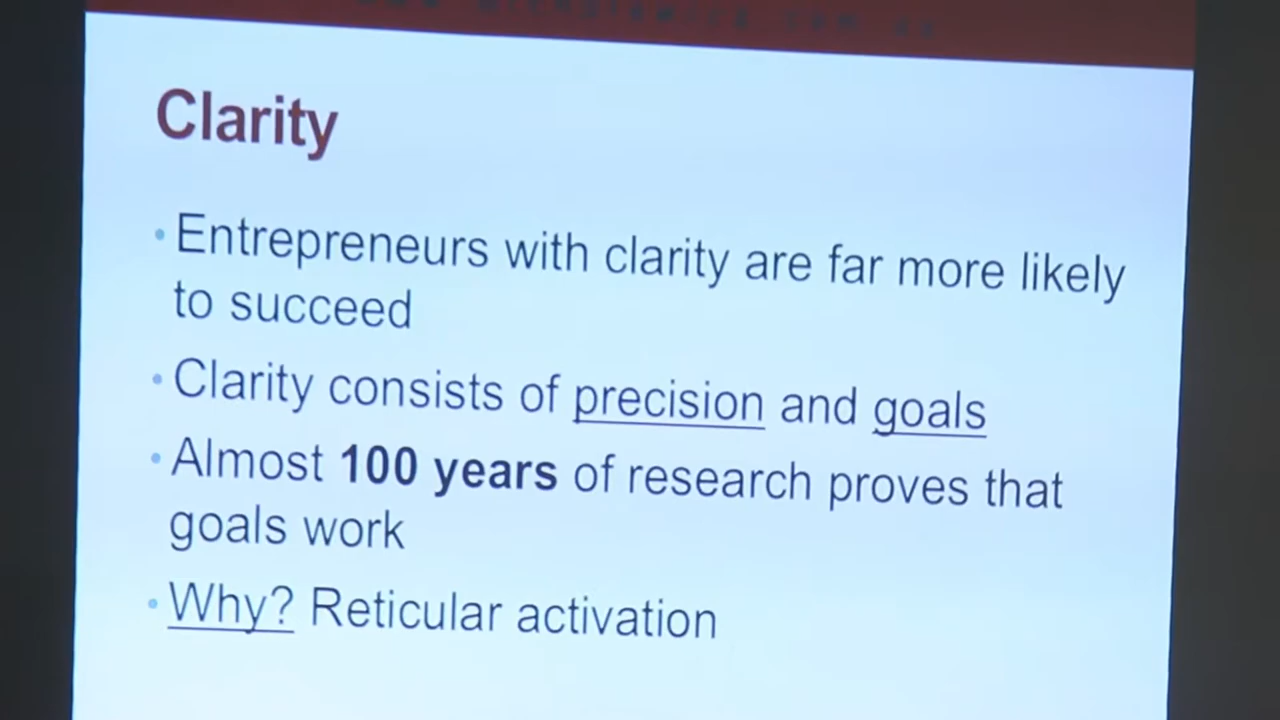 Clarity
• Entrepreneurs with clarity are far more likely
to succeed
• Clarity consists of precision and goals
• Almost 100 years of research proves that
goals work
• Why? Reticular activation